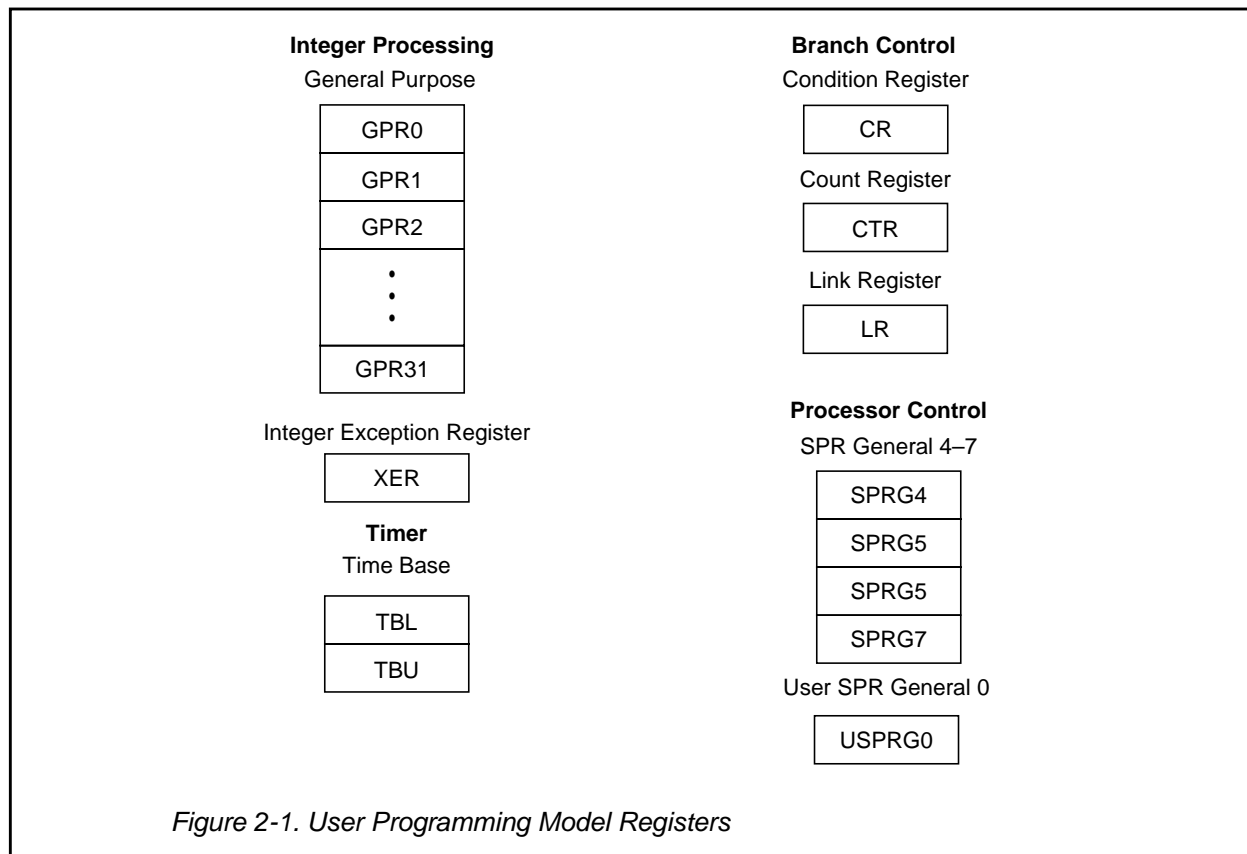 Integer Processing
General Purpose
GPR0
GPR1
GPR2
GPR31
Integer Exception Register
XER
Timer
Time Base
TBL
TBU
Branch Control
Condition Register
CR
Count Register
CTR
Link Register
LR
Processor Control
SPR General 4–7
SPRG4
SPRG5
SPRG5
SPRG7
User SPR General 0
USPRG0
Figure 2-1. User Programming Model Registers